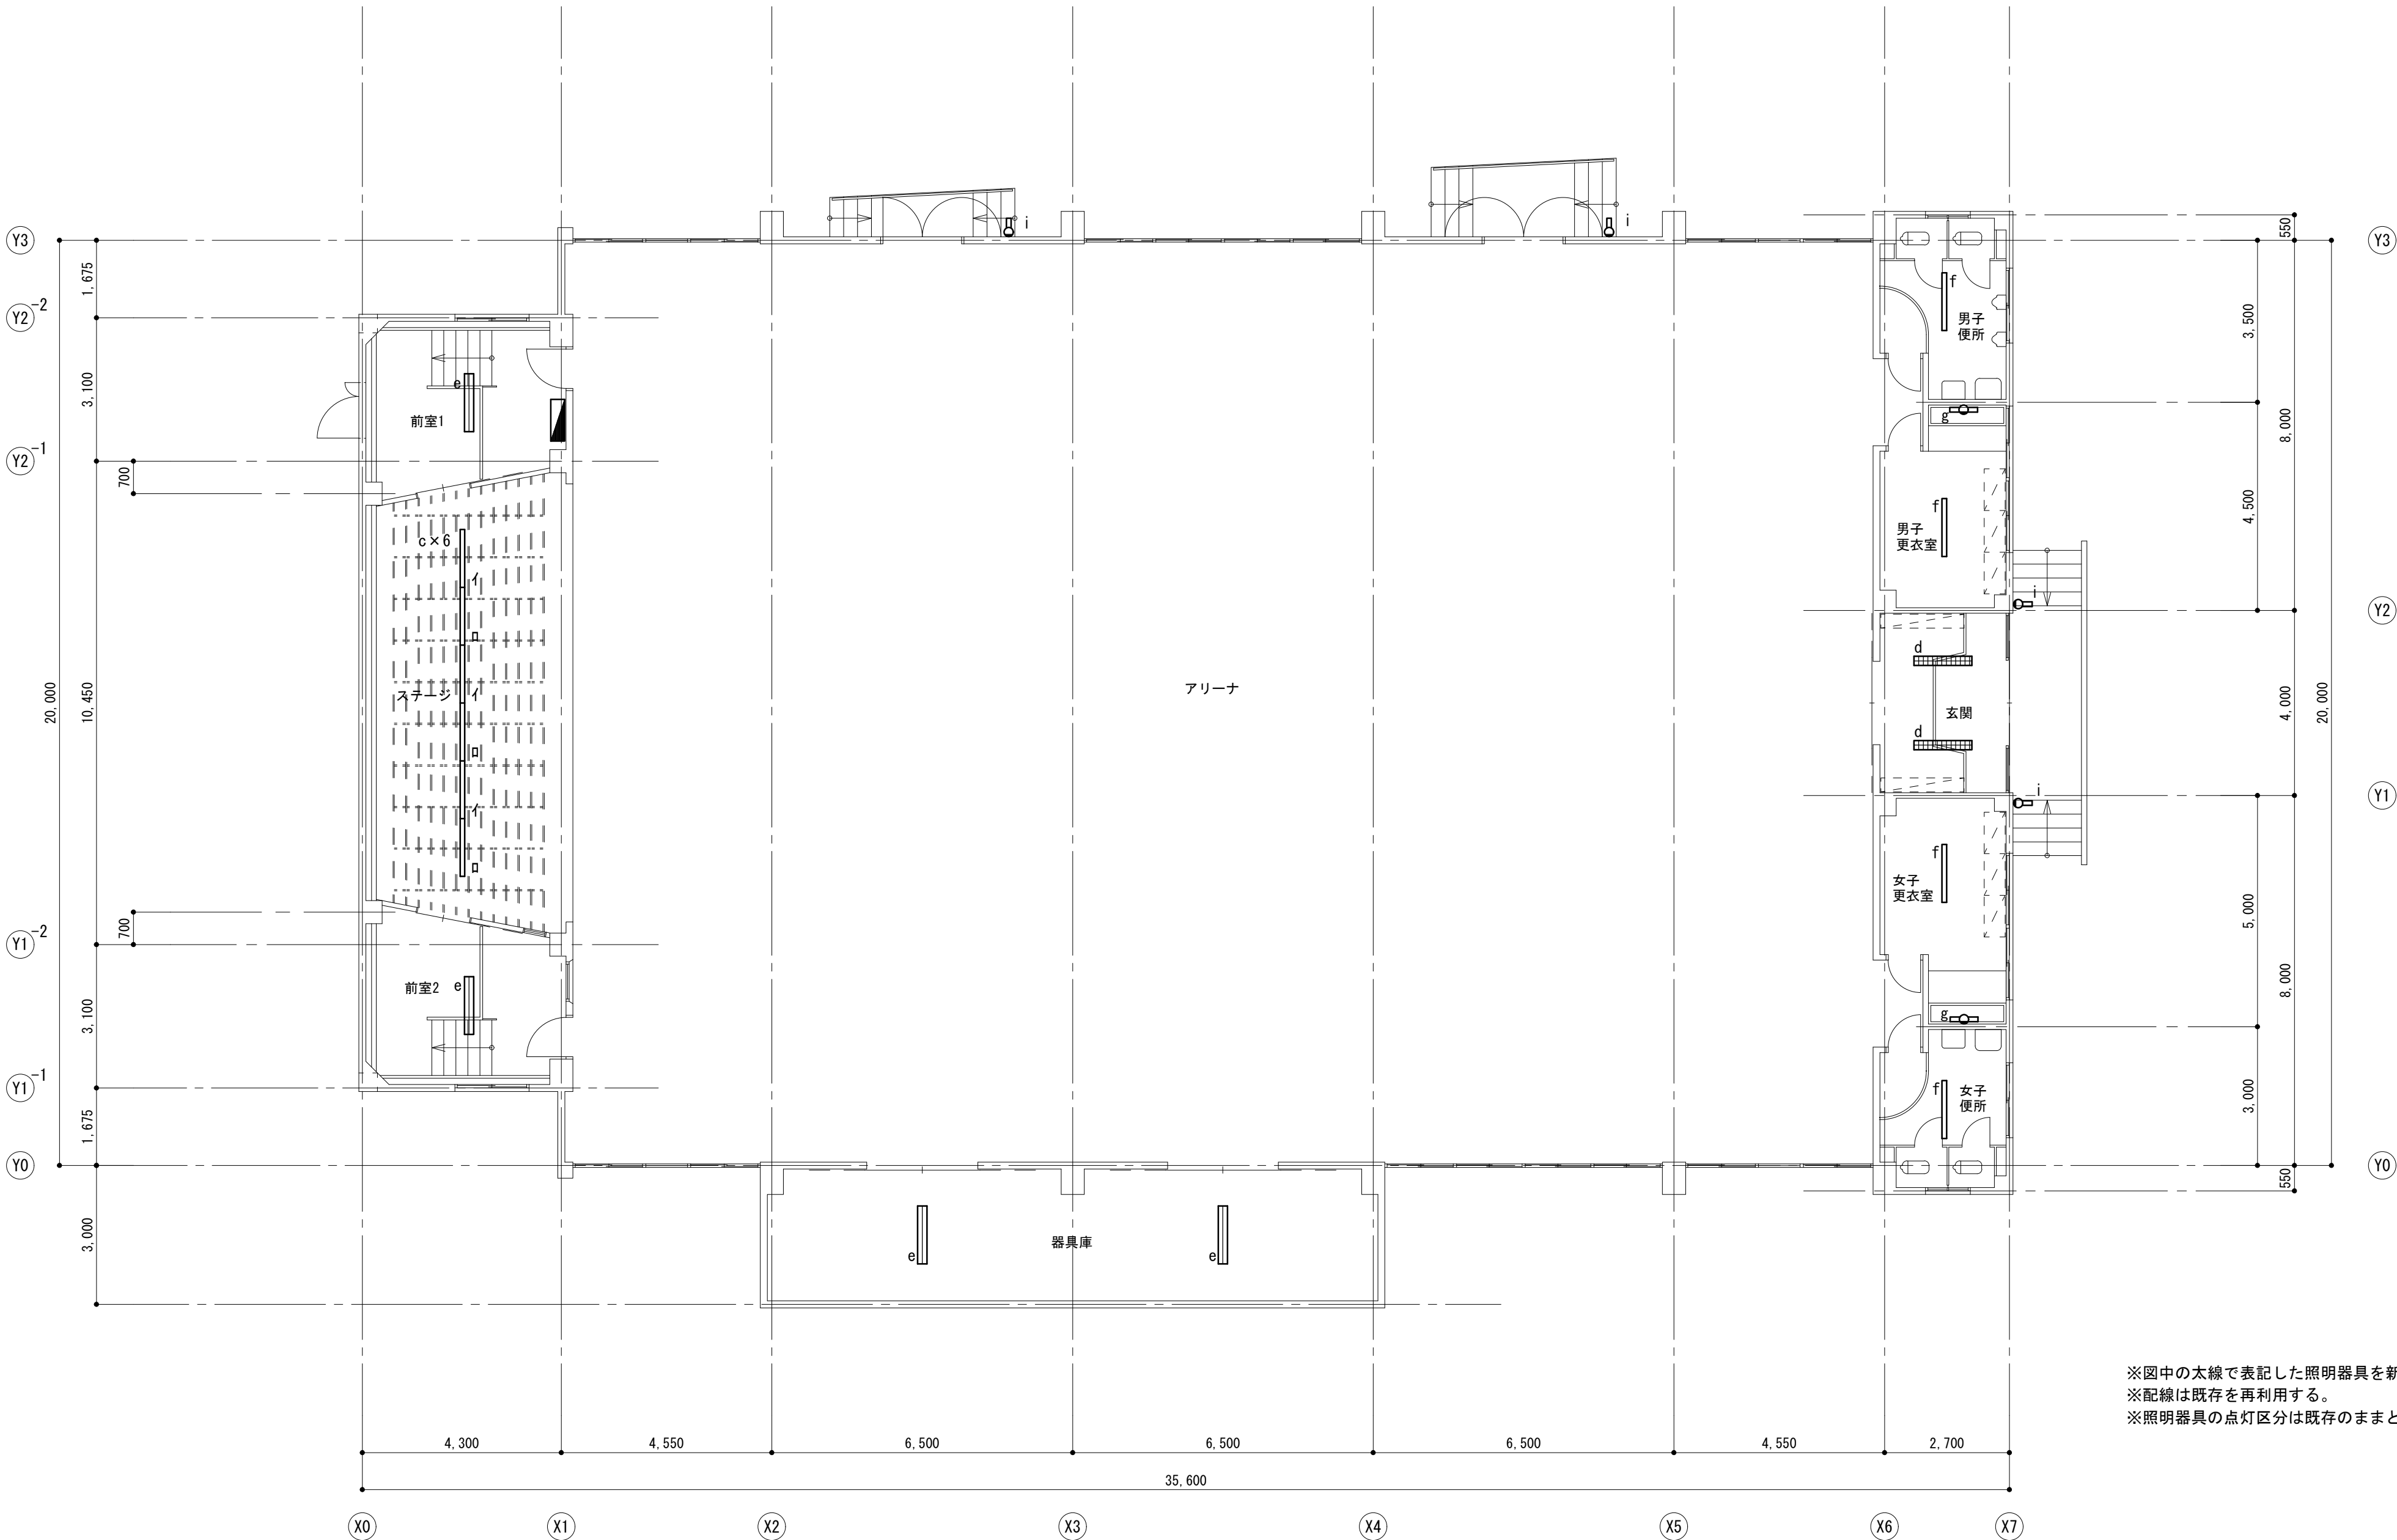 i
i
Y3
550
Y3
1,675
f
Y2-2
男子
便所
3,500
3,100
e
前室1
g
8,000
Y2-1
700
4,500
f
c×6
男子
更衣室
イ
i
Y2
ロ
d
20,000
10,450
ステージ
イ
アリーナ
4,000
20,000
玄関
d
ロ
i
Y1
イ
f
ロ
女子
更衣室
5,000
700
Y1-2
8,000
前室2
e
3,100
g
Y1-1
f
女子
便所
3,000
1,675
Y0
550
Y0
3,000
器具庫
e
e
※図中の太線で表記した照明器具を新
※配線は既存を再利用する。
※照明器具の点灯区分は既存のままと
4,300
4,550
6,500
6,500
6,500
4,550
2,700
35,600
X0
X1
X2
X3
X4
X5
X6
X7